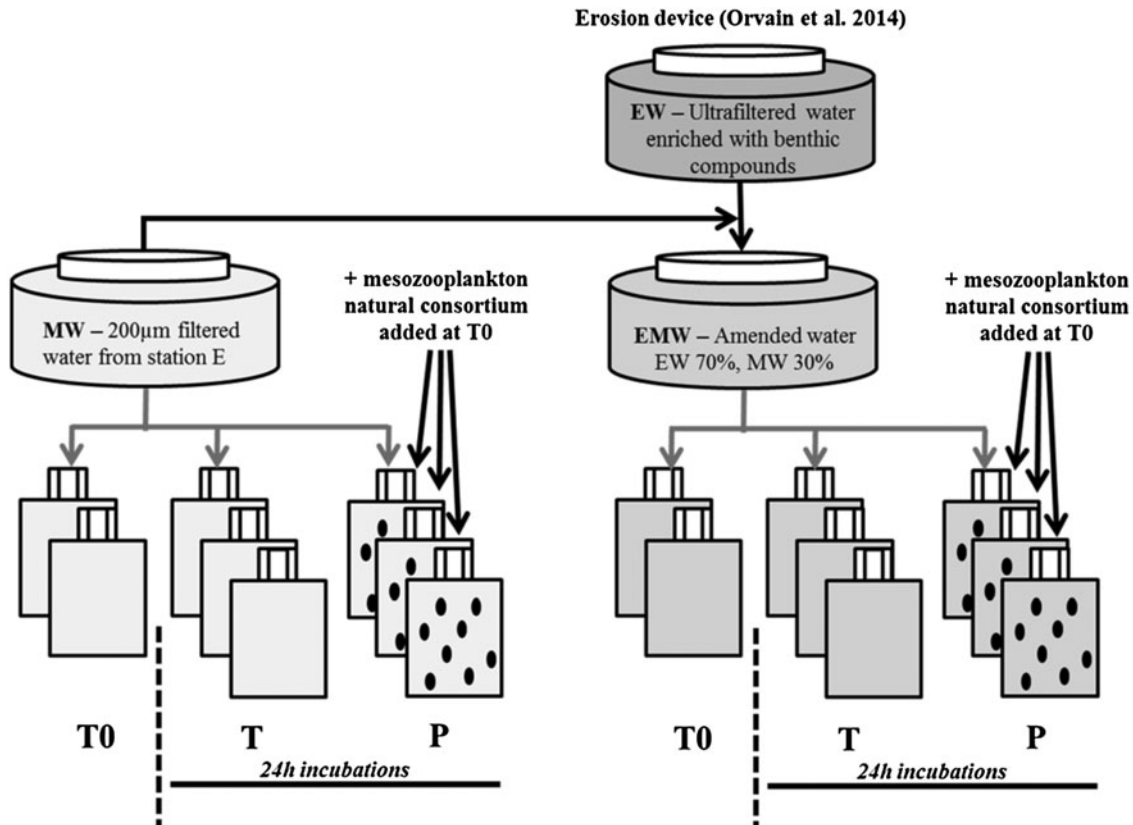 Erosion device (Orvain et al. 2014)
EW – Ultrafiltered water
enriched with benthic
compounds
MW – 200µm filtered
water from station E
+ mesozooplankton
natural consortium
added at T0
EMW – Amended water
EW 70%, MW 30%
+ mesozooplankton
natural consortium
added at T0
T0
T
P
24h incubations
T0
T
P
24h incubations